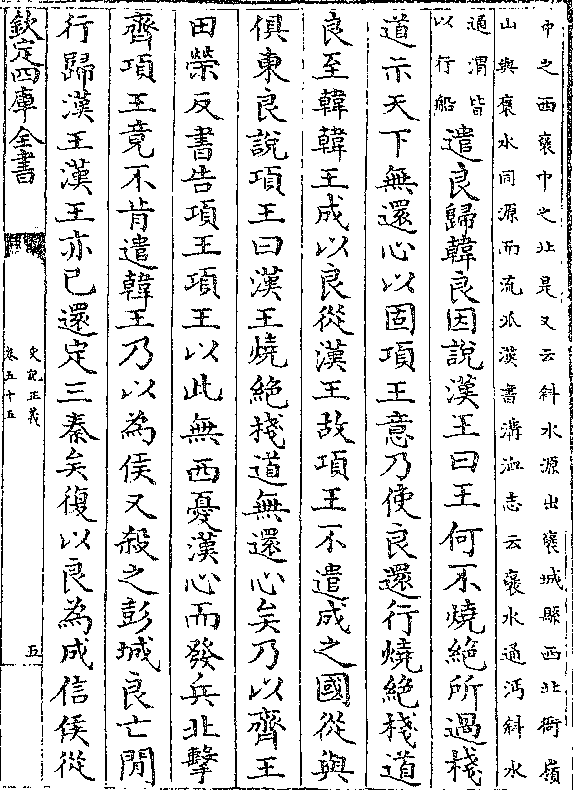 中之西襃中之北是又云斜水源出襃城縣西北衙嶺
山與襃水同源而流派漢書溝洫志云襃水通沔斜水
通渭皆
以行船
遣良歸韓良因說漢王曰王何不燒絶所過棧
道示天下無還心以固項王意乃使良還行燒絶棧道
良至韓韓王成以良從漢王故項王不遣成之國從與
俱東良說項王曰漢王燒絶棧道無還心矣乃以齊王
田榮反書告項王項王以此無西憂漢心而發兵北擊
齊項王竟不肯遣韓王乃以為侯又殺之彭城良亡閒
行歸漢王漢王亦已還定三秦矣復以良為成信侯從
欽定四庫全書
史記正義
卷五十五
五